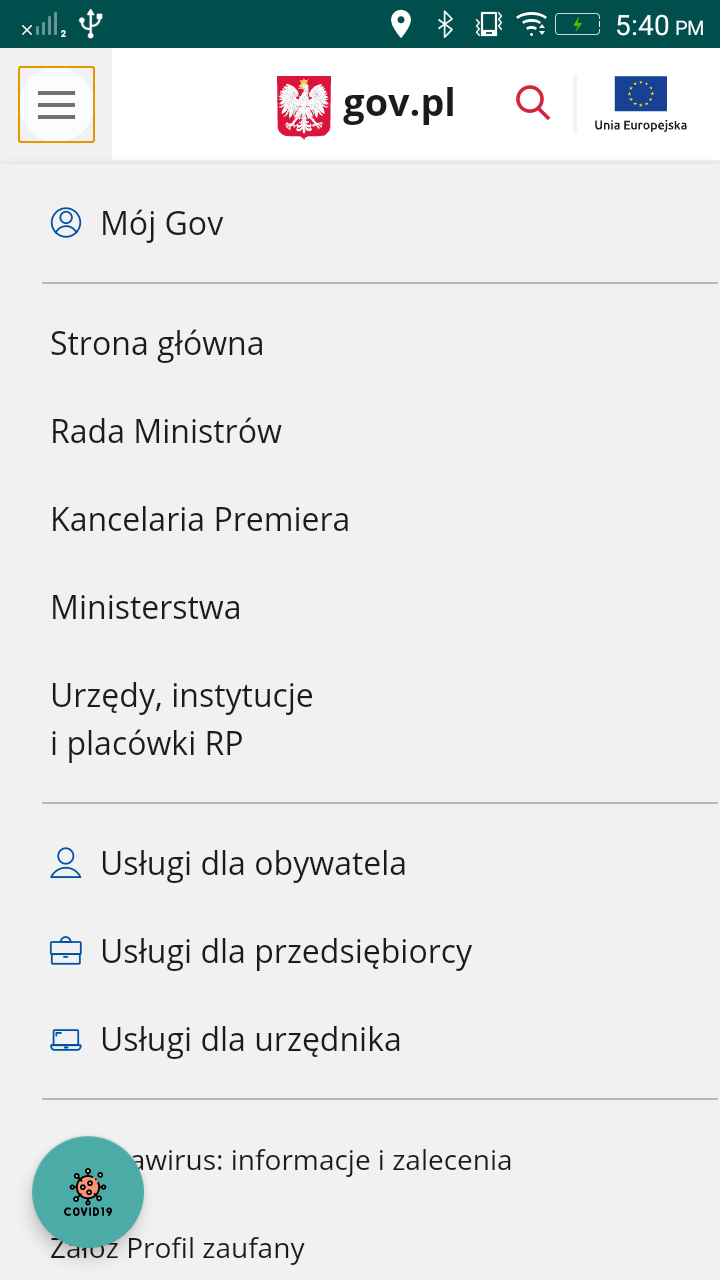 5:40 PM
gov.pl
Unia Europejska
Mój Gov
Strona główna
Rada Ministrów
Kancelaria Premiera
Ministerstwa
Urzędy, instytucje
i placówki RP
Usługi dla obywatela
Usługi dla przedsiębiorcy
Usługi dla urzędnika
awirus: informacje i zalecenia
COVID19
Załóż Profil zaufany